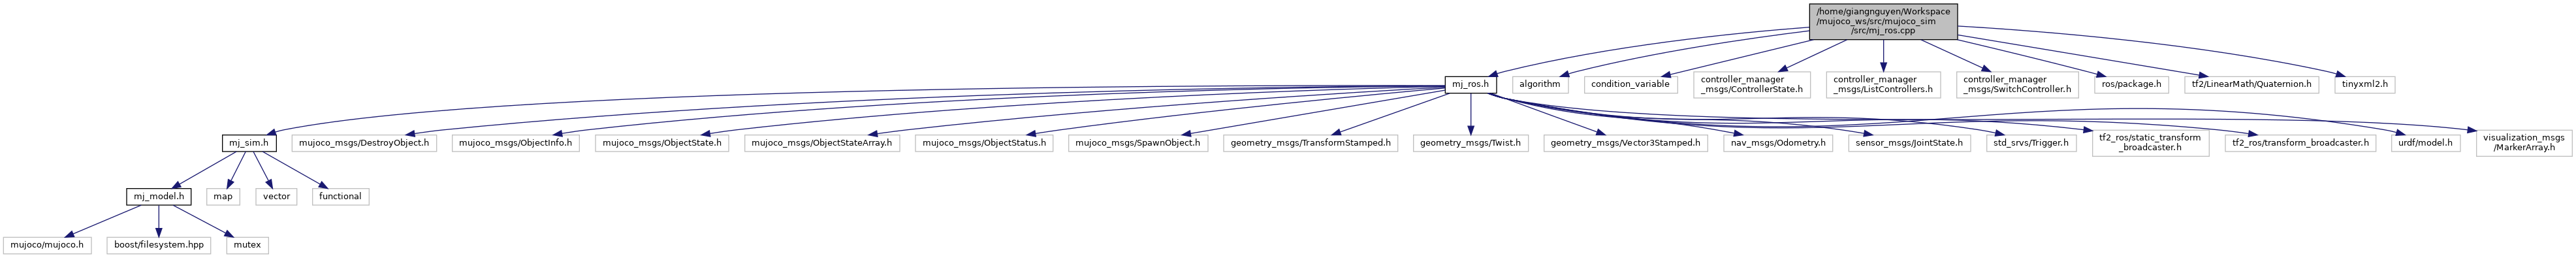 /home/giangnguyen/Workspace
/mujoco_ws/src/mujoco_sim
/src/mj_ros.cpp
mj_ros.h
algorithm
condition_variable
controller_manager
_msgs/ControllerState.h
controller_manager
_msgs/ListControllers.h
controller_manager
_msgs/SwitchController.h
ros/package.h
tf2/LinearMath/Quaternion.h
tinyxml2.h
mj_sim.h
mujoco_msgs/DestroyObject.h
mujoco_msgs/ObjectInfo.h
mujoco_msgs/ObjectState.h
mujoco_msgs/ObjectStateArray.h
mujoco_msgs/ObjectStatus.h
mujoco_msgs/SpawnObject.h
geometry_msgs/TransformStamped.h
geometry_msgs/Twist.h
geometry_msgs/Vector3Stamped.h
nav_msgs/Odometry.h
sensor_msgs/JointState.h
std_srvs/Trigger.h
tf2_ros/static_transform
_broadcaster.h
tf2_ros/transform_broadcaster.h
urdf/model.h
visualization_msgs
/MarkerArray.h
mj_model.h
map
vector
functional
mujoco/mujoco.h
boost/filesystem.hpp
mutex